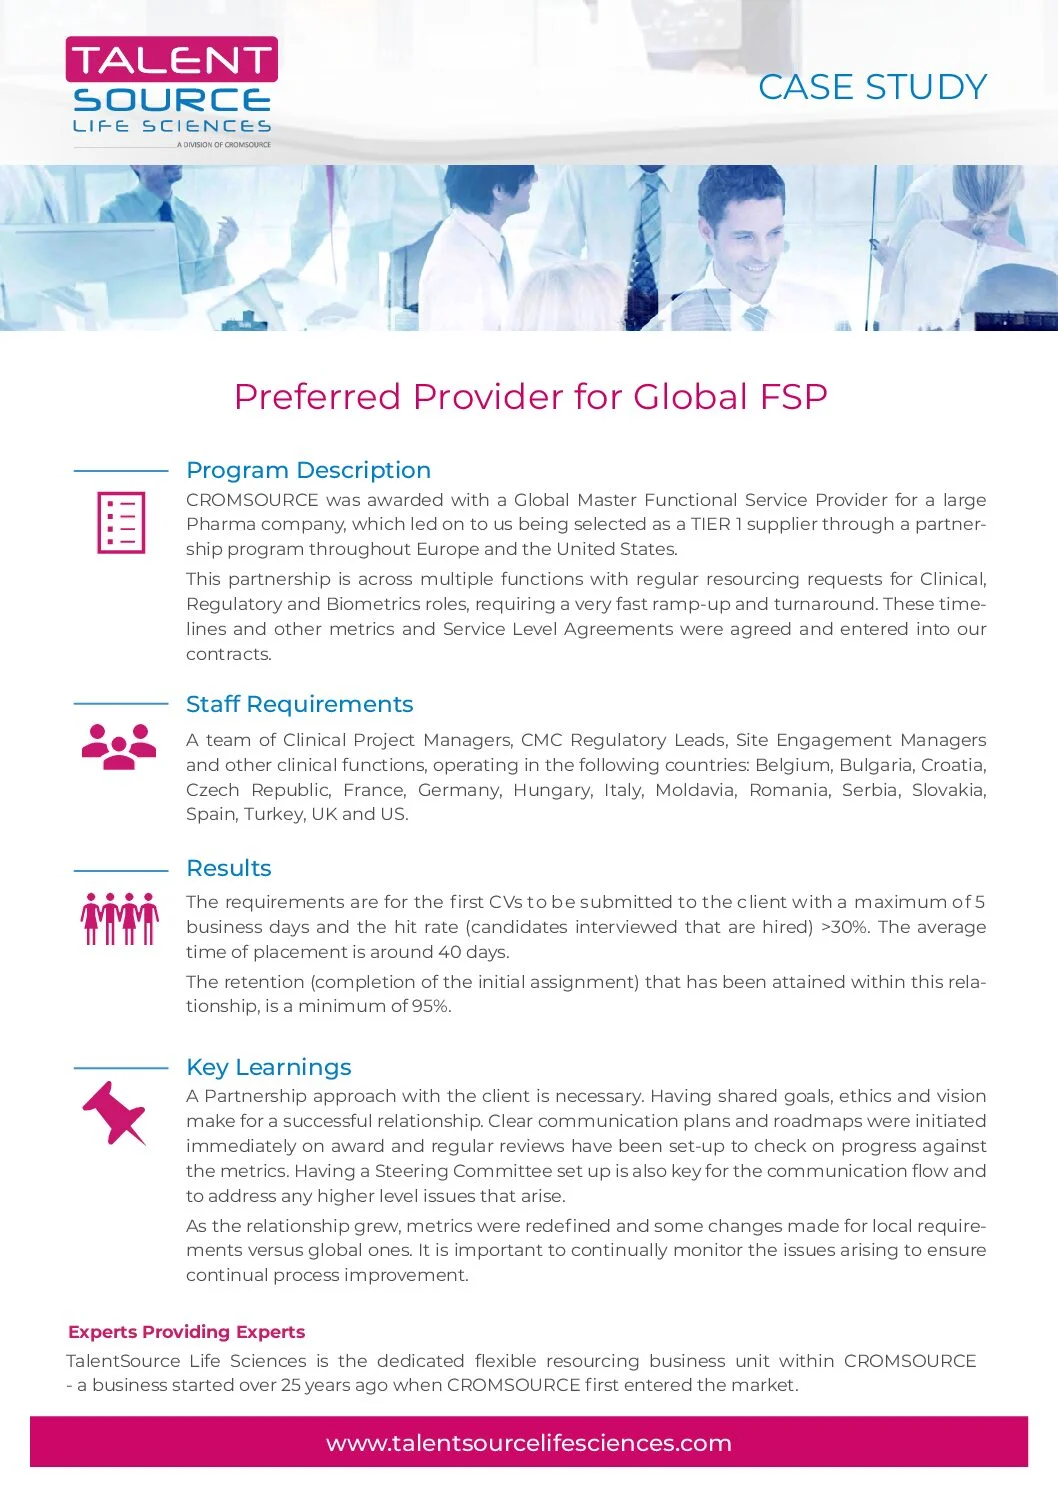 TALENT
SOURCE
LIFE SCIENCES
A DIVISION OF CROMSOURCE
CASE STUDY
Preferred Provider for Global FSP
Program Description
CROMSOURCE was awarded with a Global Master Functional Service Provider for a large
Pharma company, which led on to us being selected as a TIER 1 supplier through a partner-
ship program throughout Europe and the United States.
This partnership is across multiple functions with regular resourcing requests for Clinical,
Regulatory and Biometrics roles, requiring a very fast ramp-up and turnaround. These time-
lines and other metrics and Service Level Agreements were agreed and entered into our
contracts.
Staff Requirements
A team of Clinical Project Managers, CMC Regulatory Leads, Site Engagement Managers
and other clinical functions, operating in the following countries: Belgium, Bulgaria, Croatia,
Czech Republic, France, Germany, Hungary, Italy, Moldavia, Romania, Serbia, Slovakia,
Spain, Turkey, UK and US.
Results
The requirements are for the first CVs to be submitted to the client with a maximum of 5
business days and the hit rate (candidates interviewed that are hired) >30%. The average
time of placement is around 40 days.
The retention (completion of the initial assignment) that has been attained within this rela-
tionship, is a minimum of 95%.
Key Learnings
A Partnership approach with the client is necessary. Having shared goals, ethics and vision
make for a successful relationship. Clear communication plans and roadmaps were initiated
immediately on award and regular reviews have been set-up to check on progress against
the metrics. Having a Steering Committee set up is also key for the communication flow and
to address any higher level issues that arise.
As the relationship grew, metrics were redefined and some changes made for local require-
ments versus global ones. It is important to continually monitor the issues arising to ensure
continual process improvement.
Experts Providing Experts
TalentSource Life Sciences is the dedicated flexible resourcing business unit within CROMSOURCE
- a business started over 25 years ago when CROMSOURCE first entered the market.
www.talentsourcelifesciences.com